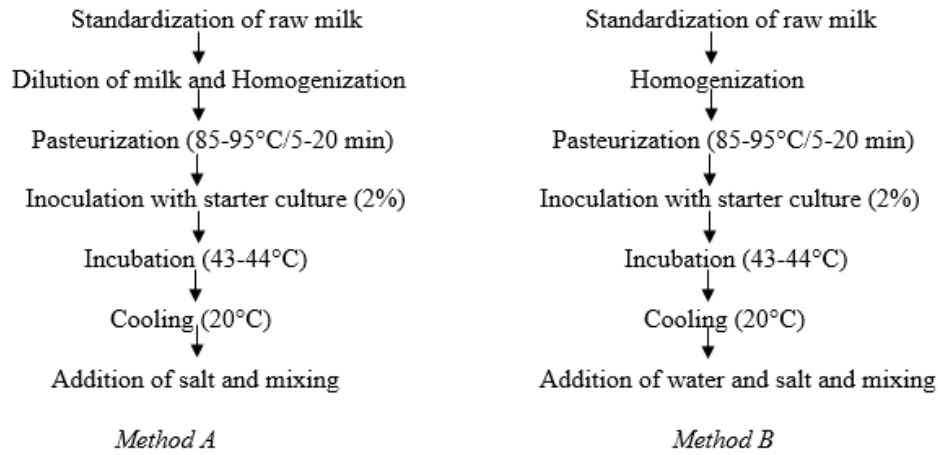 Standardization of raw milk
Dilution of milk and Homogenization
Pasteurization (85-95°C/5-20 min)
Inoculation with starter culture (2%)
Incubation (43-44°C)
Cooling (20°C)
Addition of salt and mixing
Method A
Standardization of raw milk
Homogenization
Pasteurization (85-95°C/5-20 min)
Inoculation with starter culture (2%)
Incubation (43-44°C)
Cooling (20°C)
Addition of water and salt and mixing
Method B